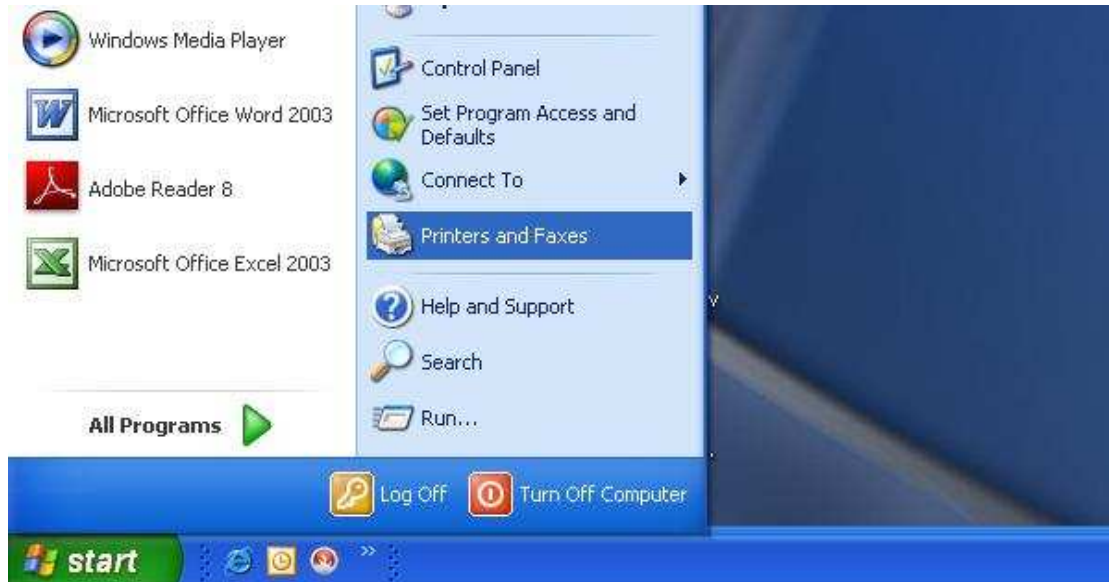 Windows Media Player
Microsoft Office Word 2003
Adobe Reader 8
Microsoft Office Excel 2003
All Programs
Control Panel
Set Program Access and
Defaults
Connect To
Printers and Faxes
Help and Support
Search
Run...
Log Off
Turn Off Computer
start